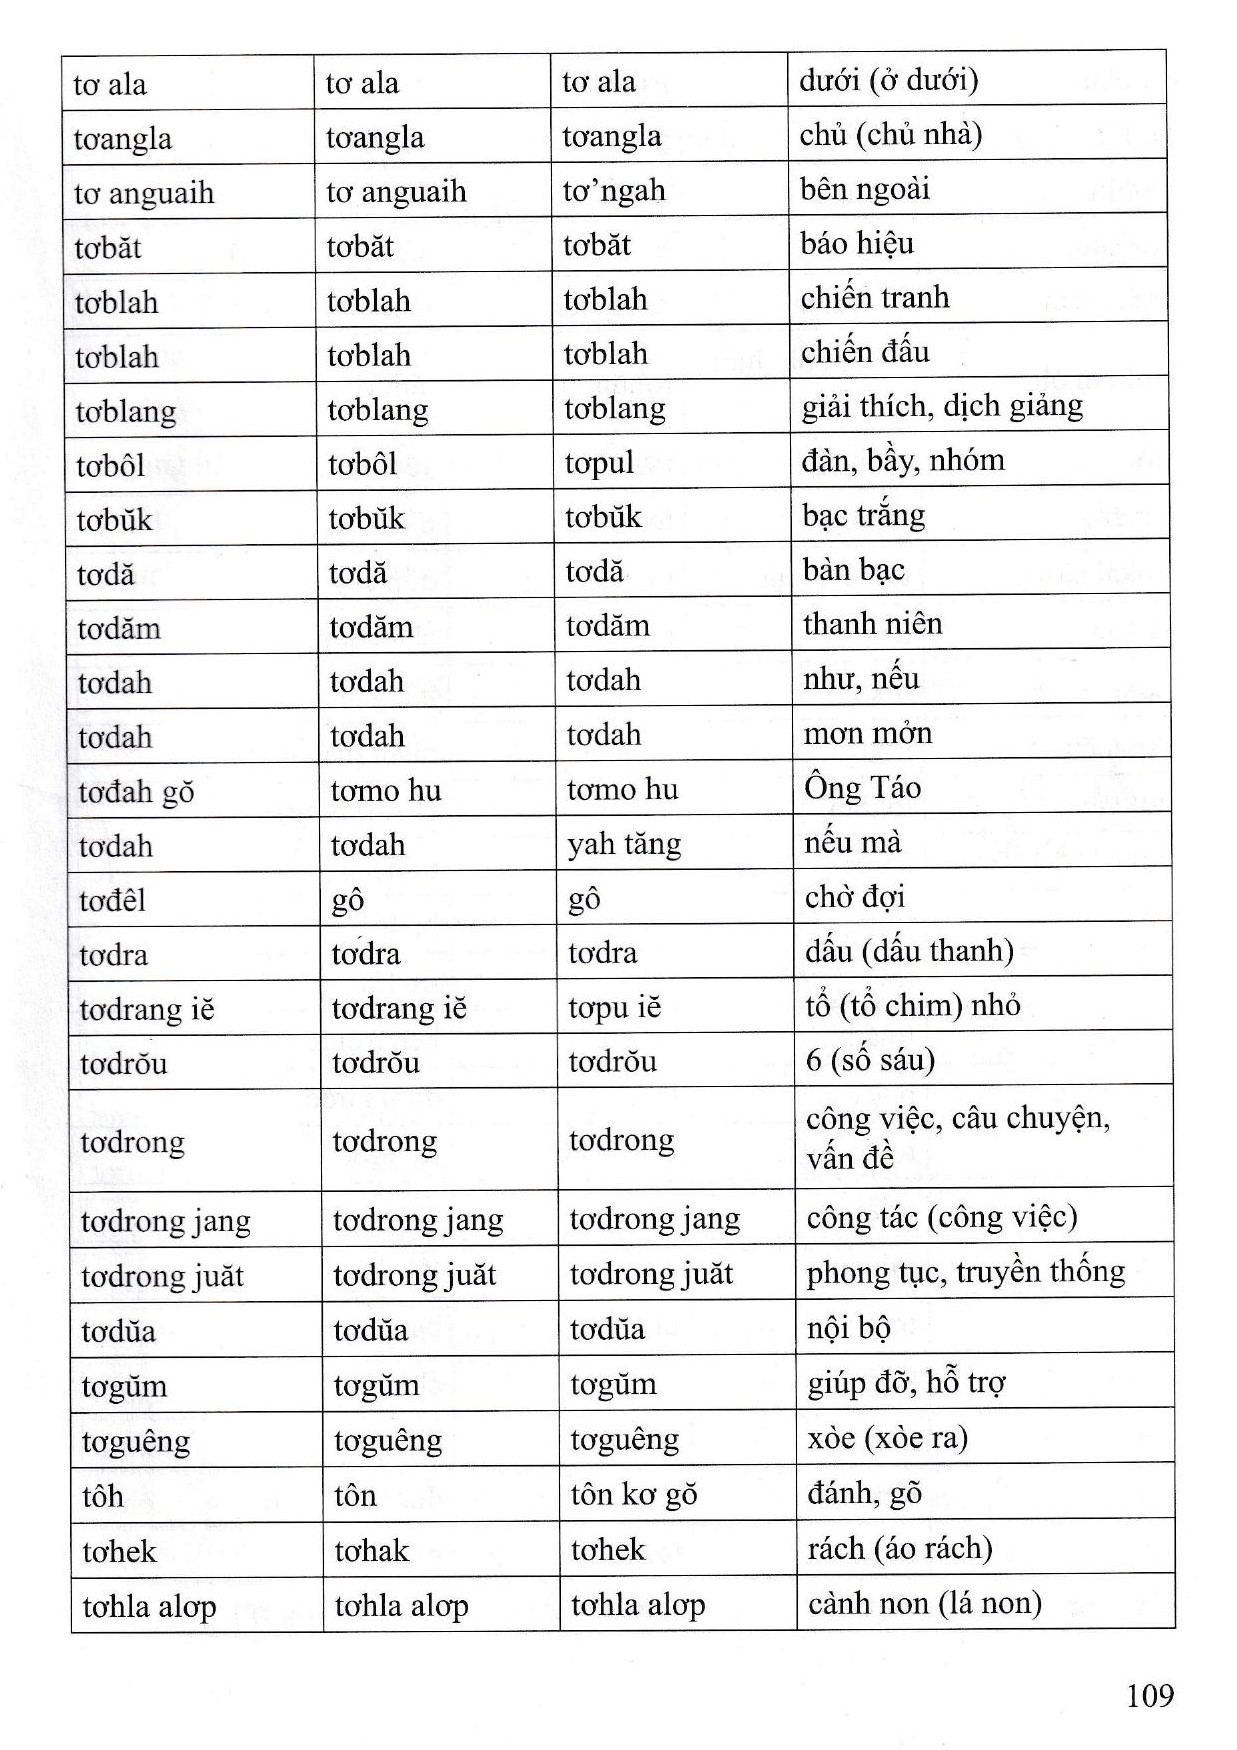 tơ ala tơ ala tơ ala dưới (ở dưới)
tơangla tơangla tơangla chủ (chủ nhà)
tơ anguaih tơ anguaih tơ’ngah bên ngoài
tơbăt tơbăt tơbăt báo hiệu
tơblah tơblah tơblah chiến tranh
tơblah tơblah tơblah chiến đấu
tơblang tơblang tơblang giải thích, dịch giảng
tơbôl tơbôl tơpul đàn, bầy, nhóm
tơbŭk tơbŭk tơbŭk bạc trắng
tơdă tơdă tơdă bàn bạc
tơdăm tơdăm tơdăm thanh niên
tơdah tơdah tơdah như, nếu
tơdah tơdah tơdah mơn mởn
tơđah gŏ tơmo hu tơmo hu Ông Táo
tơdah tơdah yah tăng nếu mà
tơđêl gô gô chờ đợi
tơdra tơdra tơdra dấu (dấu thanh)
tơdrang iĕ tơdrang iĕ tơpu iĕ tổ (tổ chim) nhỏ
tơdrŏu tơdrŏu tơdrŏu 6 (số sáu)
tơdrong tơdrong tơdrong công việc, câu chuyện,
vấn đề
tơdrong jang tơdrong jang tơdrong jang công tác (công việc)
tơdrong juăt tơdrong juăt tơdrong juăt phong tục, truyền thống
tơdŭa tơdŭa tơdŭa nội bộ
tơgŭm tơgŭm tơgŭm giúp đỡ, hỗ trợ
tơguêng tơguêng tơguêng xòe (xòe ra)
tôh tôn tôn kơ gŏ đánh, gõ
tơhek tơhak tơhek rách (áo rách)
tơhla alơp tơhla alơp tơhla alơp cành non (lá non)
109